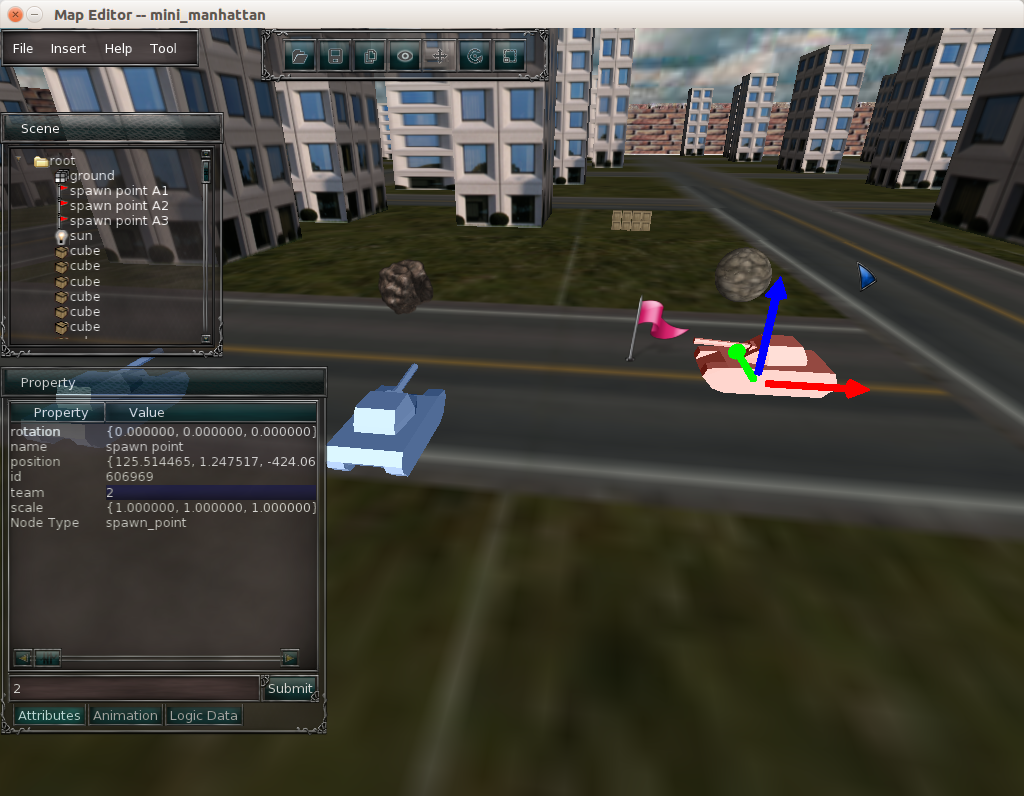 Map Editor -- mini_manhattan
File Insert Help Tool
Scene
root
ground
spawn point A1
spawn point A2
spawn point A3
sun
cube
cube
cube
cube
cube
cube
Property
Property Value
rotation {0.000000, 0.000000, 0.000000}
name spawn point
position {125.514465, 1.247517, -424.06
id 606969
team 2
scale {1.000000, 1.000000, 1.000000}
Node Type spawn_point
2 Submit
Attributes Animation Logic Data